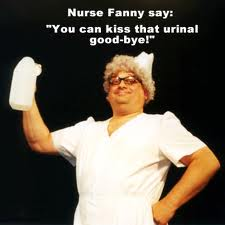 Nurse Fanny say:
"You can kiss that urinal
good-bye!"